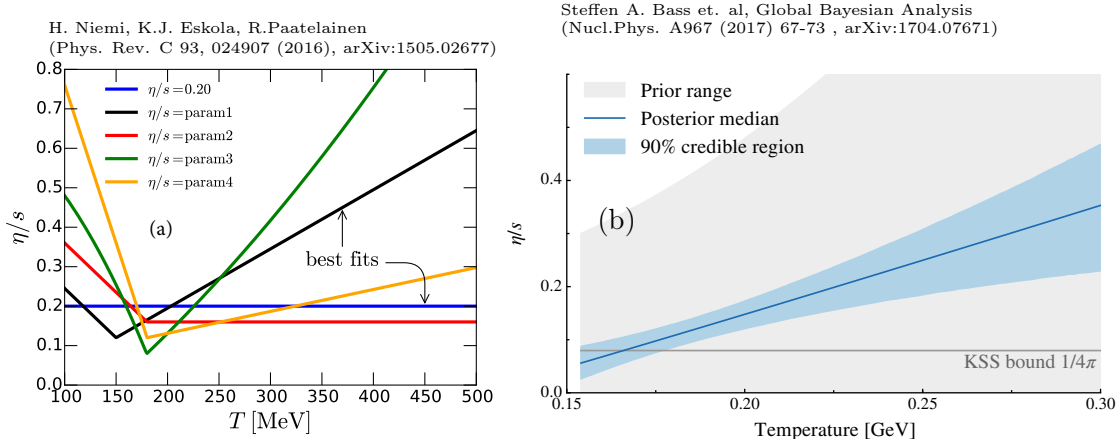 H. Niemi, K.J. Eskola, R.Paatelainen
(Phys. Rev. C 93, 024907 (2016), arXiv:1505.02677)
0.8
0.7
0.6
0.5
0.4
0.3
0.2
0.1
0.0
η/s
η/s=0.20
η/s=param1
η/s=param2
η/s=param3
η/s=param4
(a)
best fits
100 150 200 250 300 350 400 450 500
T [MeV]
Steffen A. Bass et. al, Global Bayesian Analysis
(Nucl.Phys. A967 (2017) 67-73 , arXiv:1704.07671)
Prior range
Posterior median
90% credible region
(b)
0.4
0.2
0.0
η/s
KSS bound 1/4π
0.15 0.20 0.25 0.30
Temperature [GeV]